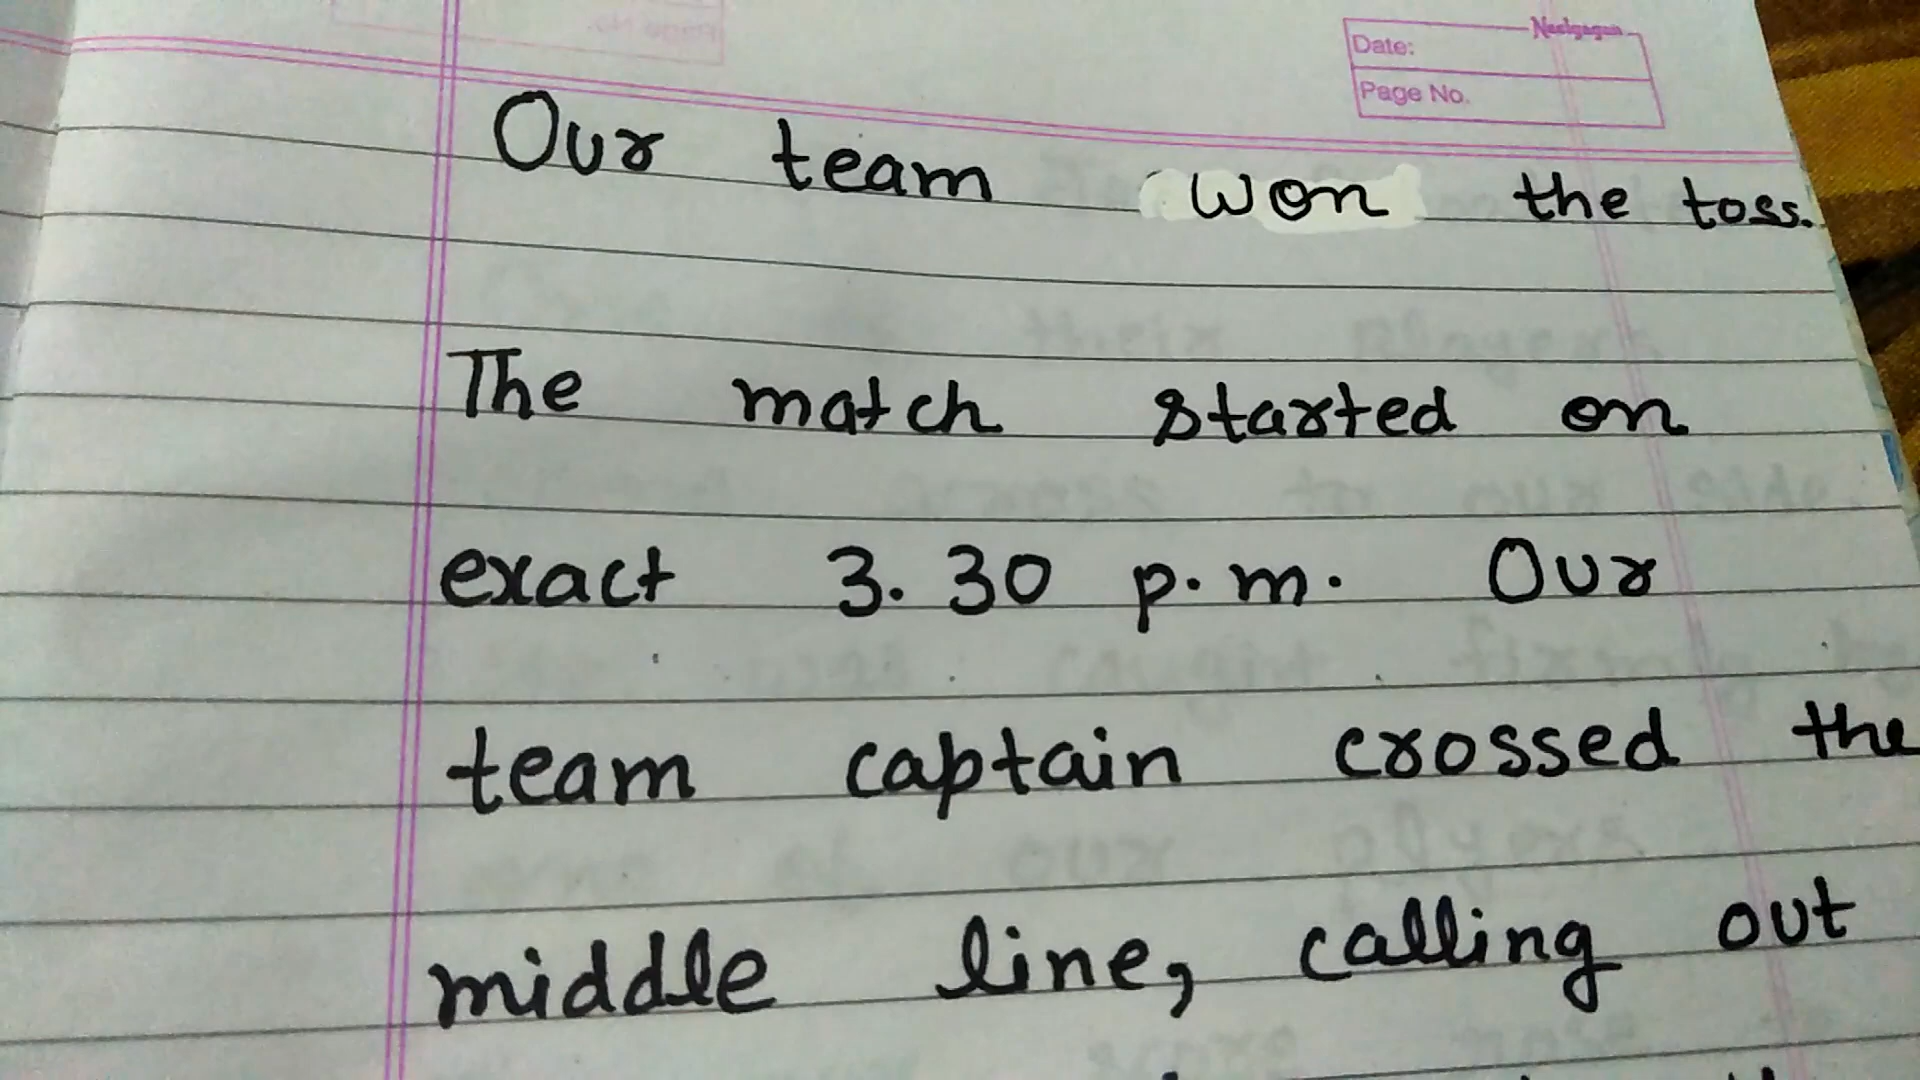 Neelgagan
Date:
Page No.
Our team won the toss.
The match started on
exact 3.30 p.m. Our
team captain crossed the
middle line, calling out